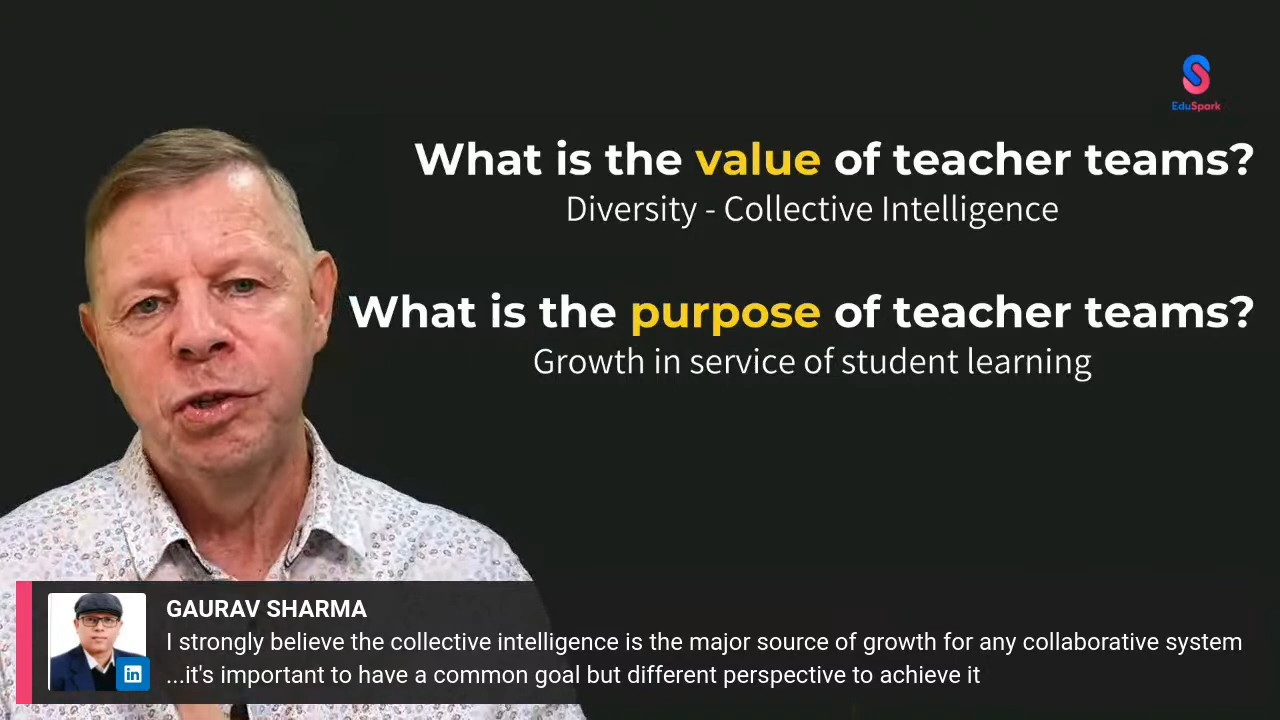 EduSpark
What is the value of teacher teams?
Diversity - Collective Intelligence
What is the purpose of teacher teams?
Growth in service of student learning
GAURAV SHARMA
I strongly believe the collective intelligence is the major source of growth for any collaborative system
...it's important to have a common goal but different perspective to achieve it
in